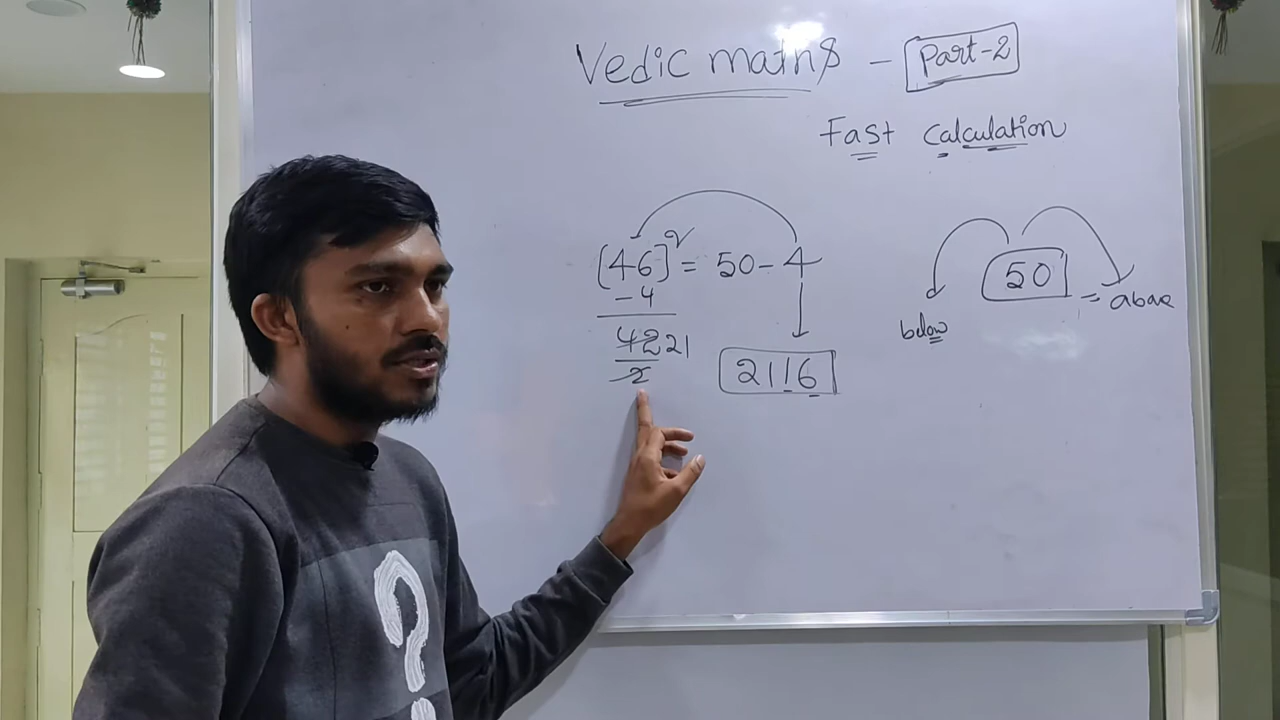 Vedic maths - Part-2
Fast calculation
(46)² = 50 - 4
- 4
42 21
2
2116
50
below
= above
?